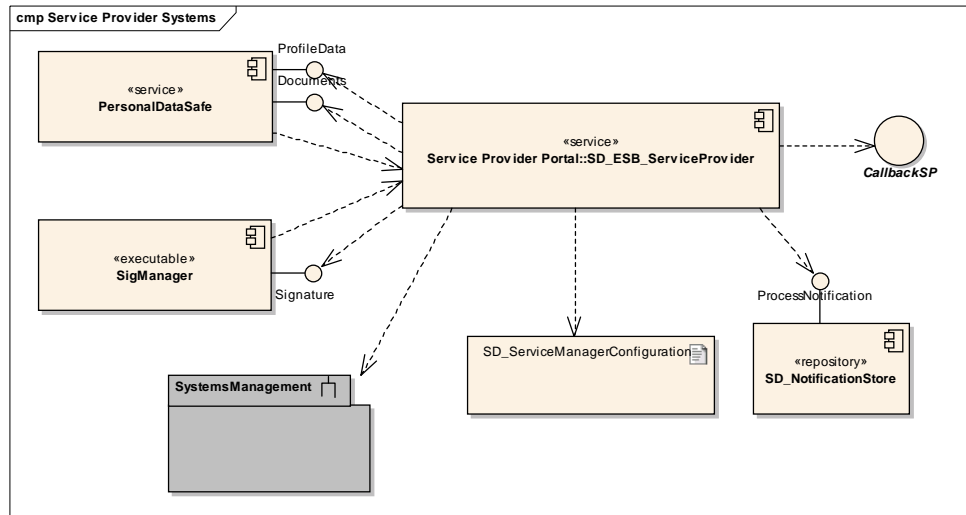 cmp Service Provider Systems
ProfileData
Documents
«service»
PersonalDataSafe
«service»
Service Provider Portal::SD_ESB_ServiceProvider
CallbackSP
«executable»
SigManager
Signature
ProcessNotification
SD_ServiceManagerConfiguration
«repository»
SD_NotificationStore
SystemsManagement